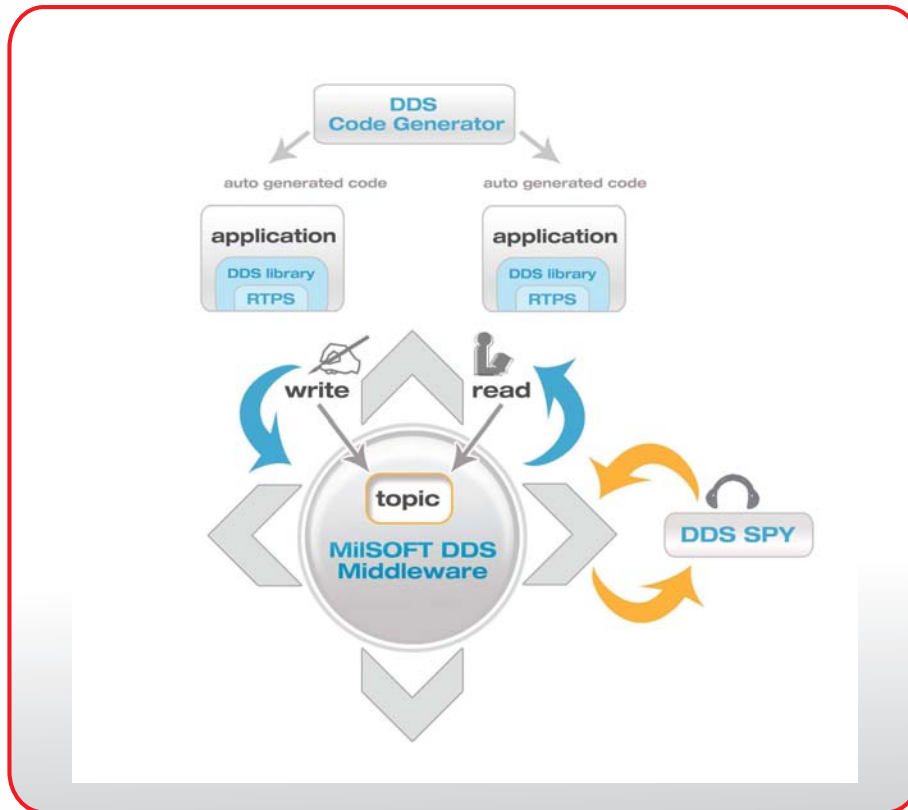 DDS
Code Generator
auto generated code
auto generated code
application
DDS library
RTPS
application
DDS library
RTPS
write
read
topic
MilSOFT DDS
Middleware
DDS SPY